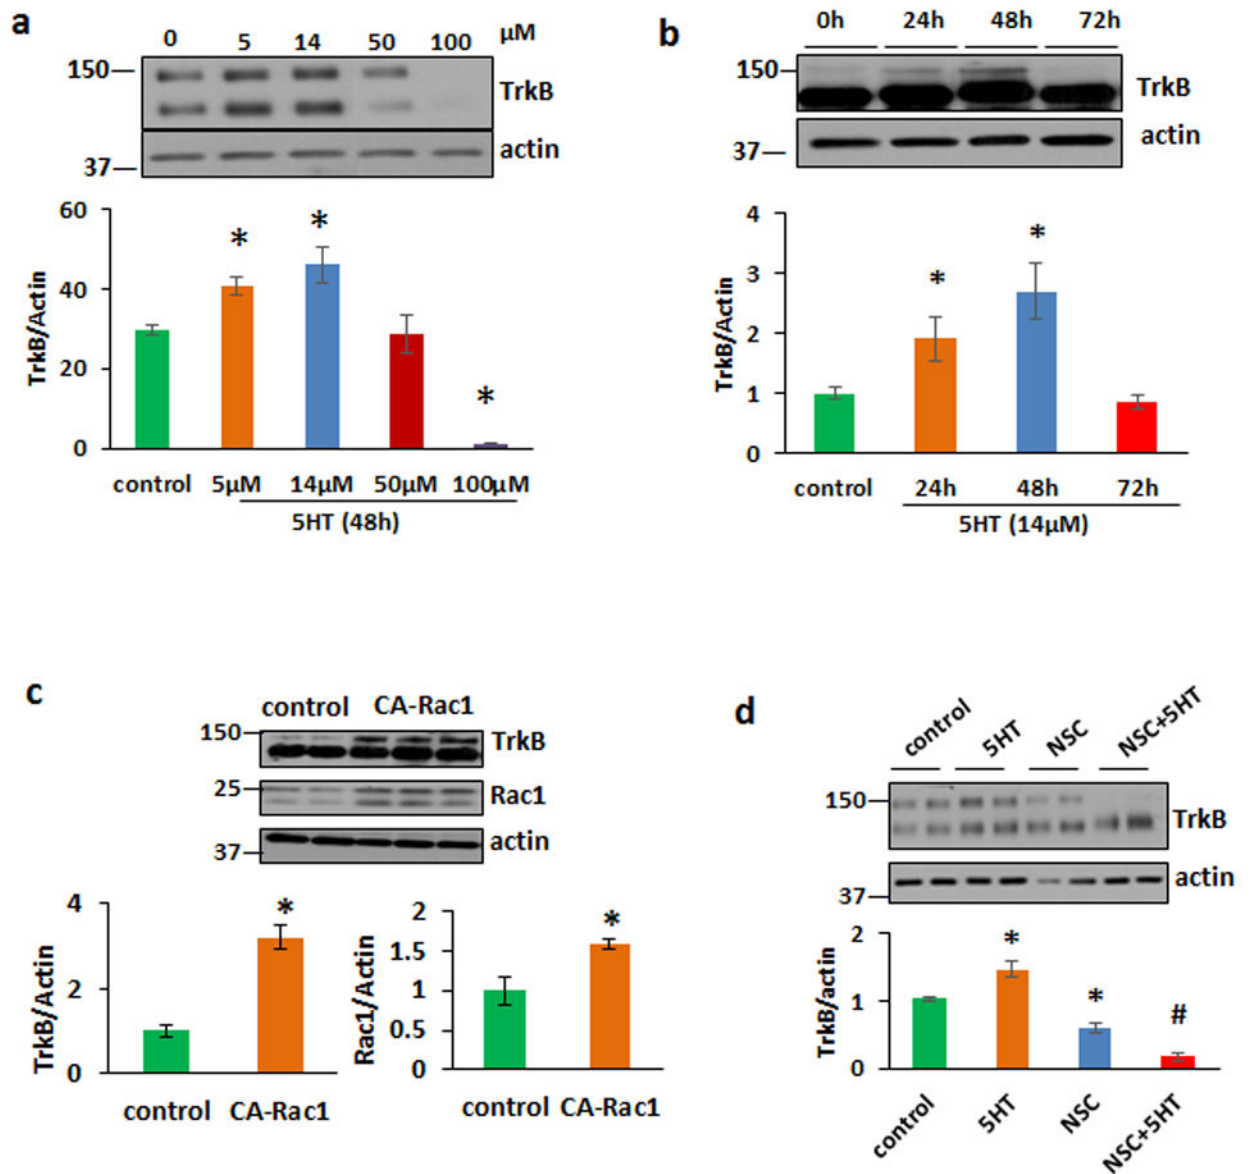 a
0 5 14 50 100 µM
150
TrkB
actin
37
60
40
20
0
TrkB/Actin
*
*
*
control 5µM 14µM 50µM 100µM
5HT (48h)
b
0h 24h 48h 72h
150
TrkB
actin
37
4
3
2
1
0
TrkB/Actin
*
*
control 24h 48h 72h
5HT (14µM)
c
control CA-Rac1
150
TrkB
25
Rac1
actin
37
4
2
0
TrkB/Actin
*
control CA-Rac1
2
1.5
1
0.5
0
Rac1/Actin
*
control CA-Rac1
d
control 5HT NSC NSC+5HT
150
TrkB
actin
37
2
1
0
TrkB/actin
*
*
#
control 5HT NSC NSC+5HT